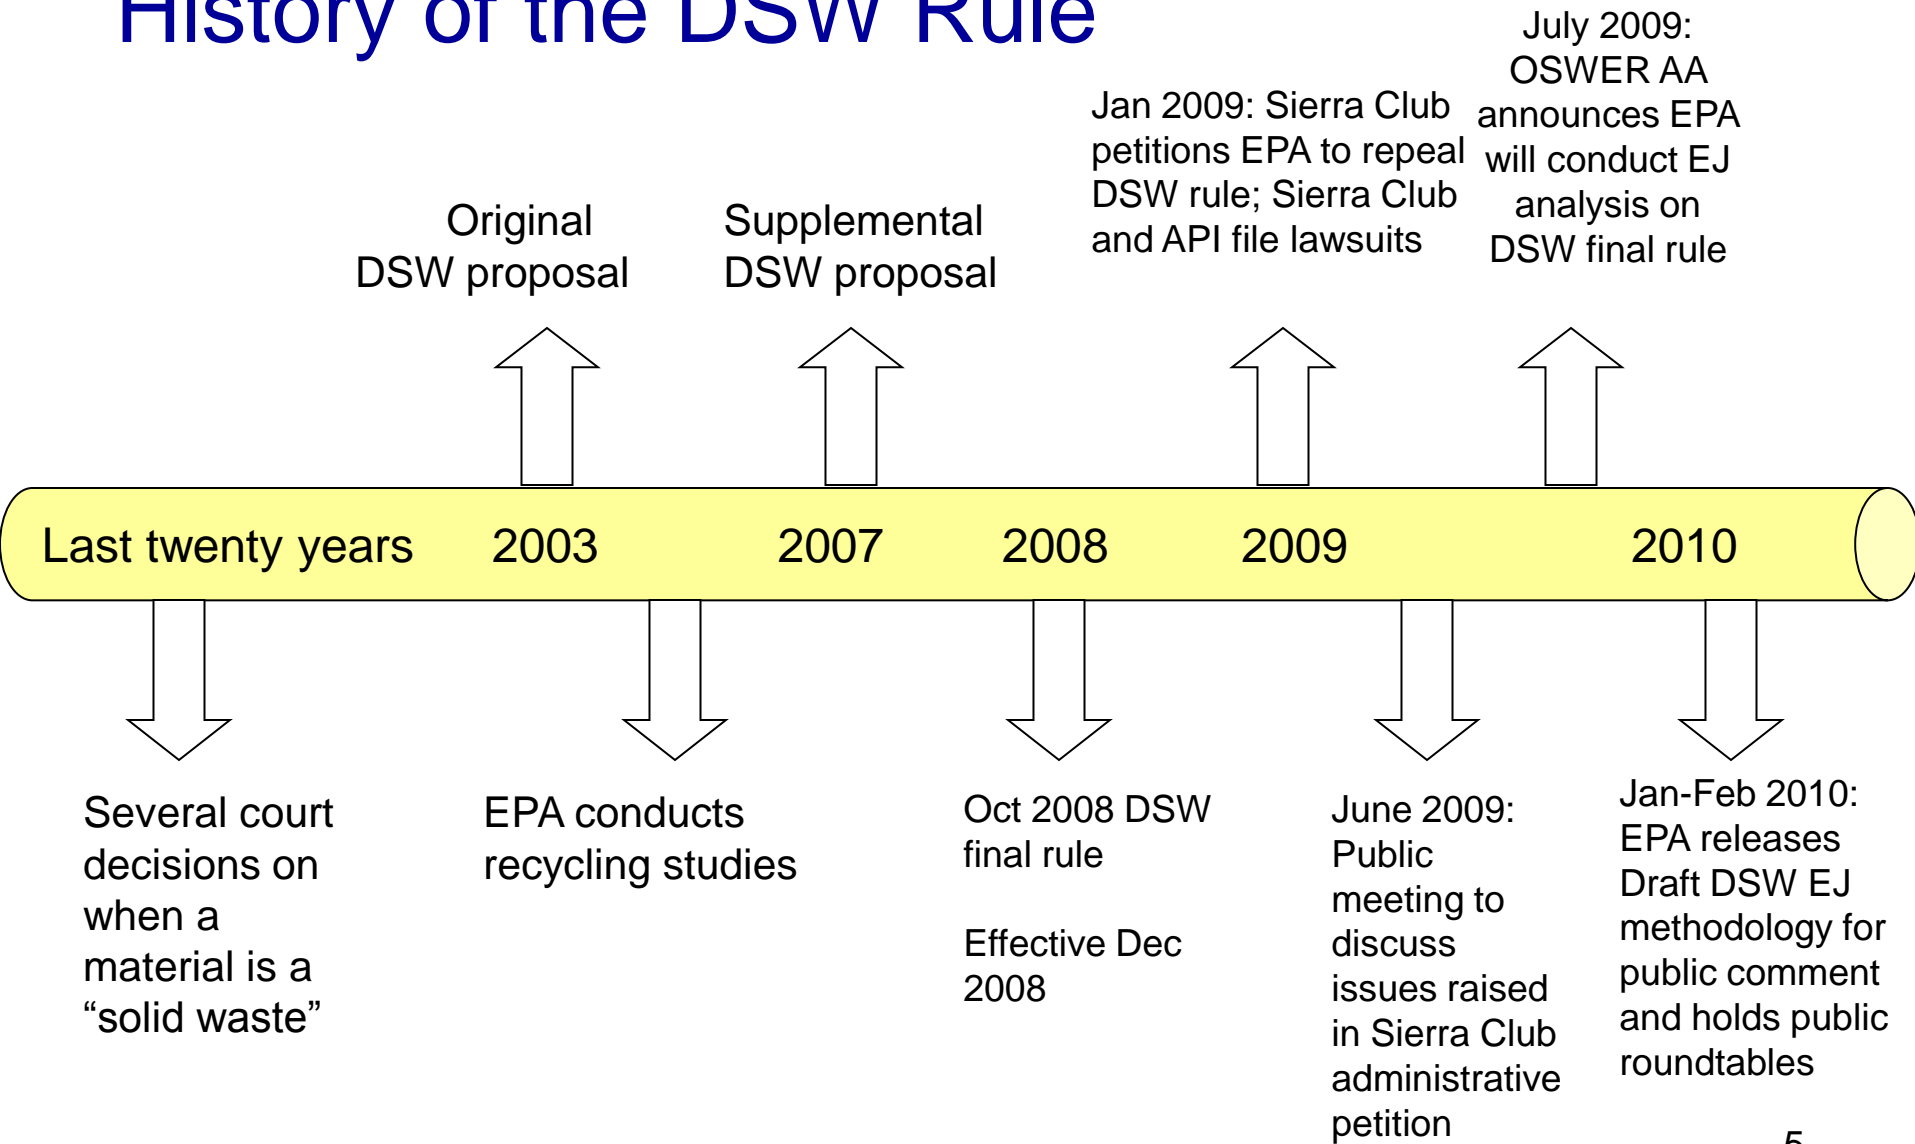 History of the DSW Rule
July 2009:
OSWER AA
announces EPA
will conduct EJ
analysis on
DSW final rule
Jan 2009: Sierra Club
petitions EPA to repeal
DSW rule; Sierra Club
and API file lawsuits
Original
DSW proposal
Supplemental
DSW proposal
Last twenty years 2003 2007 2008 2009 2010
Several court
decisions on
when a
material is a
“solid waste”
EPA conducts
recycling studies
Oct 2008 DSW
final rule
Effective Dec
2008
June 2009:
Public
meeting to
discuss
issues raised
in Sierra Club
administrative
petition
Jan-Feb 2010:
EPA releases
Draft DSW EJ
methodology for
public comment
and holds public
roundtables
5